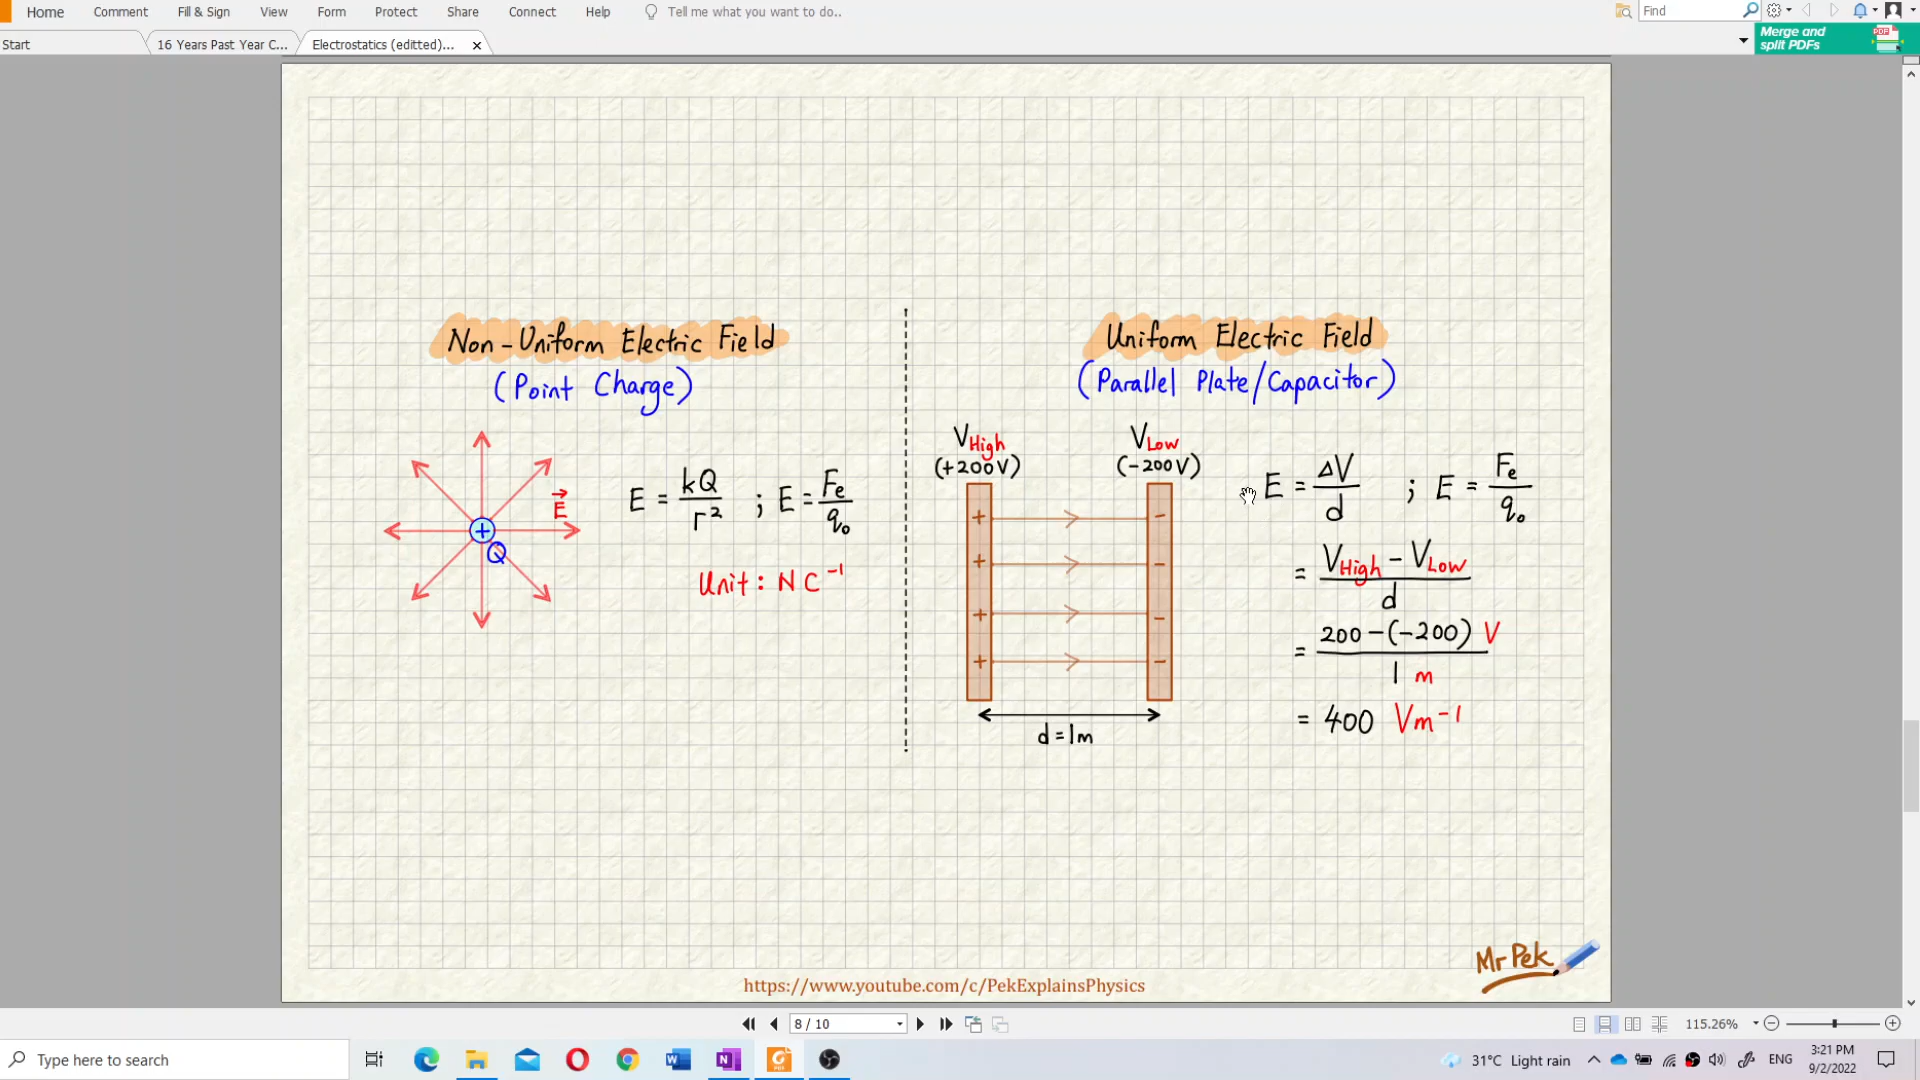 Home Comment Fill & Sign View Form Protect Share Connect Help Tell me what you want to do.. Find
Start 16 Years Past Year C... Electrostatics (editted)... × Merge and split PDFs
Non-Uniform Electric Field
(Point Charge)
E
+
Q
E = kQ/r² ; E = Fe/q₀
Unit: N C⁻¹
Uniform Electric Field
(Parallel Plate/Capacitor)
V High
(+200V)
V Low
(-200V)
+ -
+ -
+ -
+ -
d = 1m
E = ΔV/d ; E = Fe/q₀
= (V High - V Low)/d
= 200-(-200) V / 1 m
= 400 Vm⁻¹
Mr Pek
https://www.youtube.com/c/PekExplainsPhysics
8 / 10 115.26%
Type here to search 31°C Light rain ENG 3:21 PM
9/2/2022